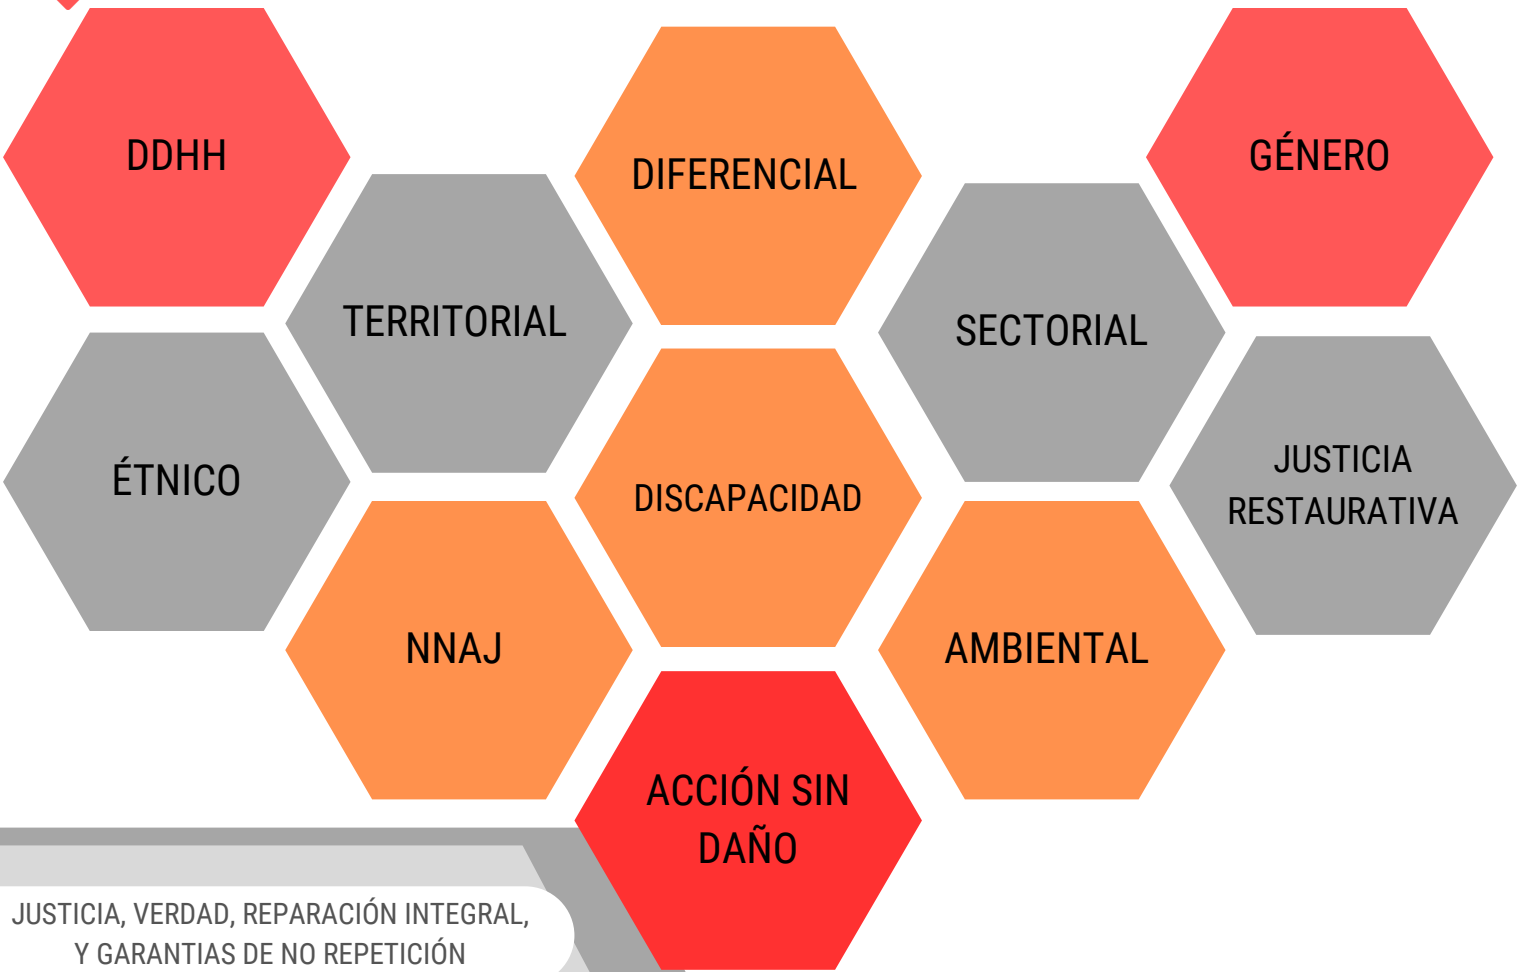 DDHH
DIFERENCIAL
GÉNERO
TERRITORIAL
SECTORIAL
ÉTNICO
DISCAPACIDAD
JUSTICIA
RESTAURATIVA
NNAJ
AMBIENTAL
ACCIÓN SIN
DAÑO
JUSTICIA, VERDAD, REPARACIÓN INTEGRAL,
Y GARANTIAS DE NO REPETICIÓN